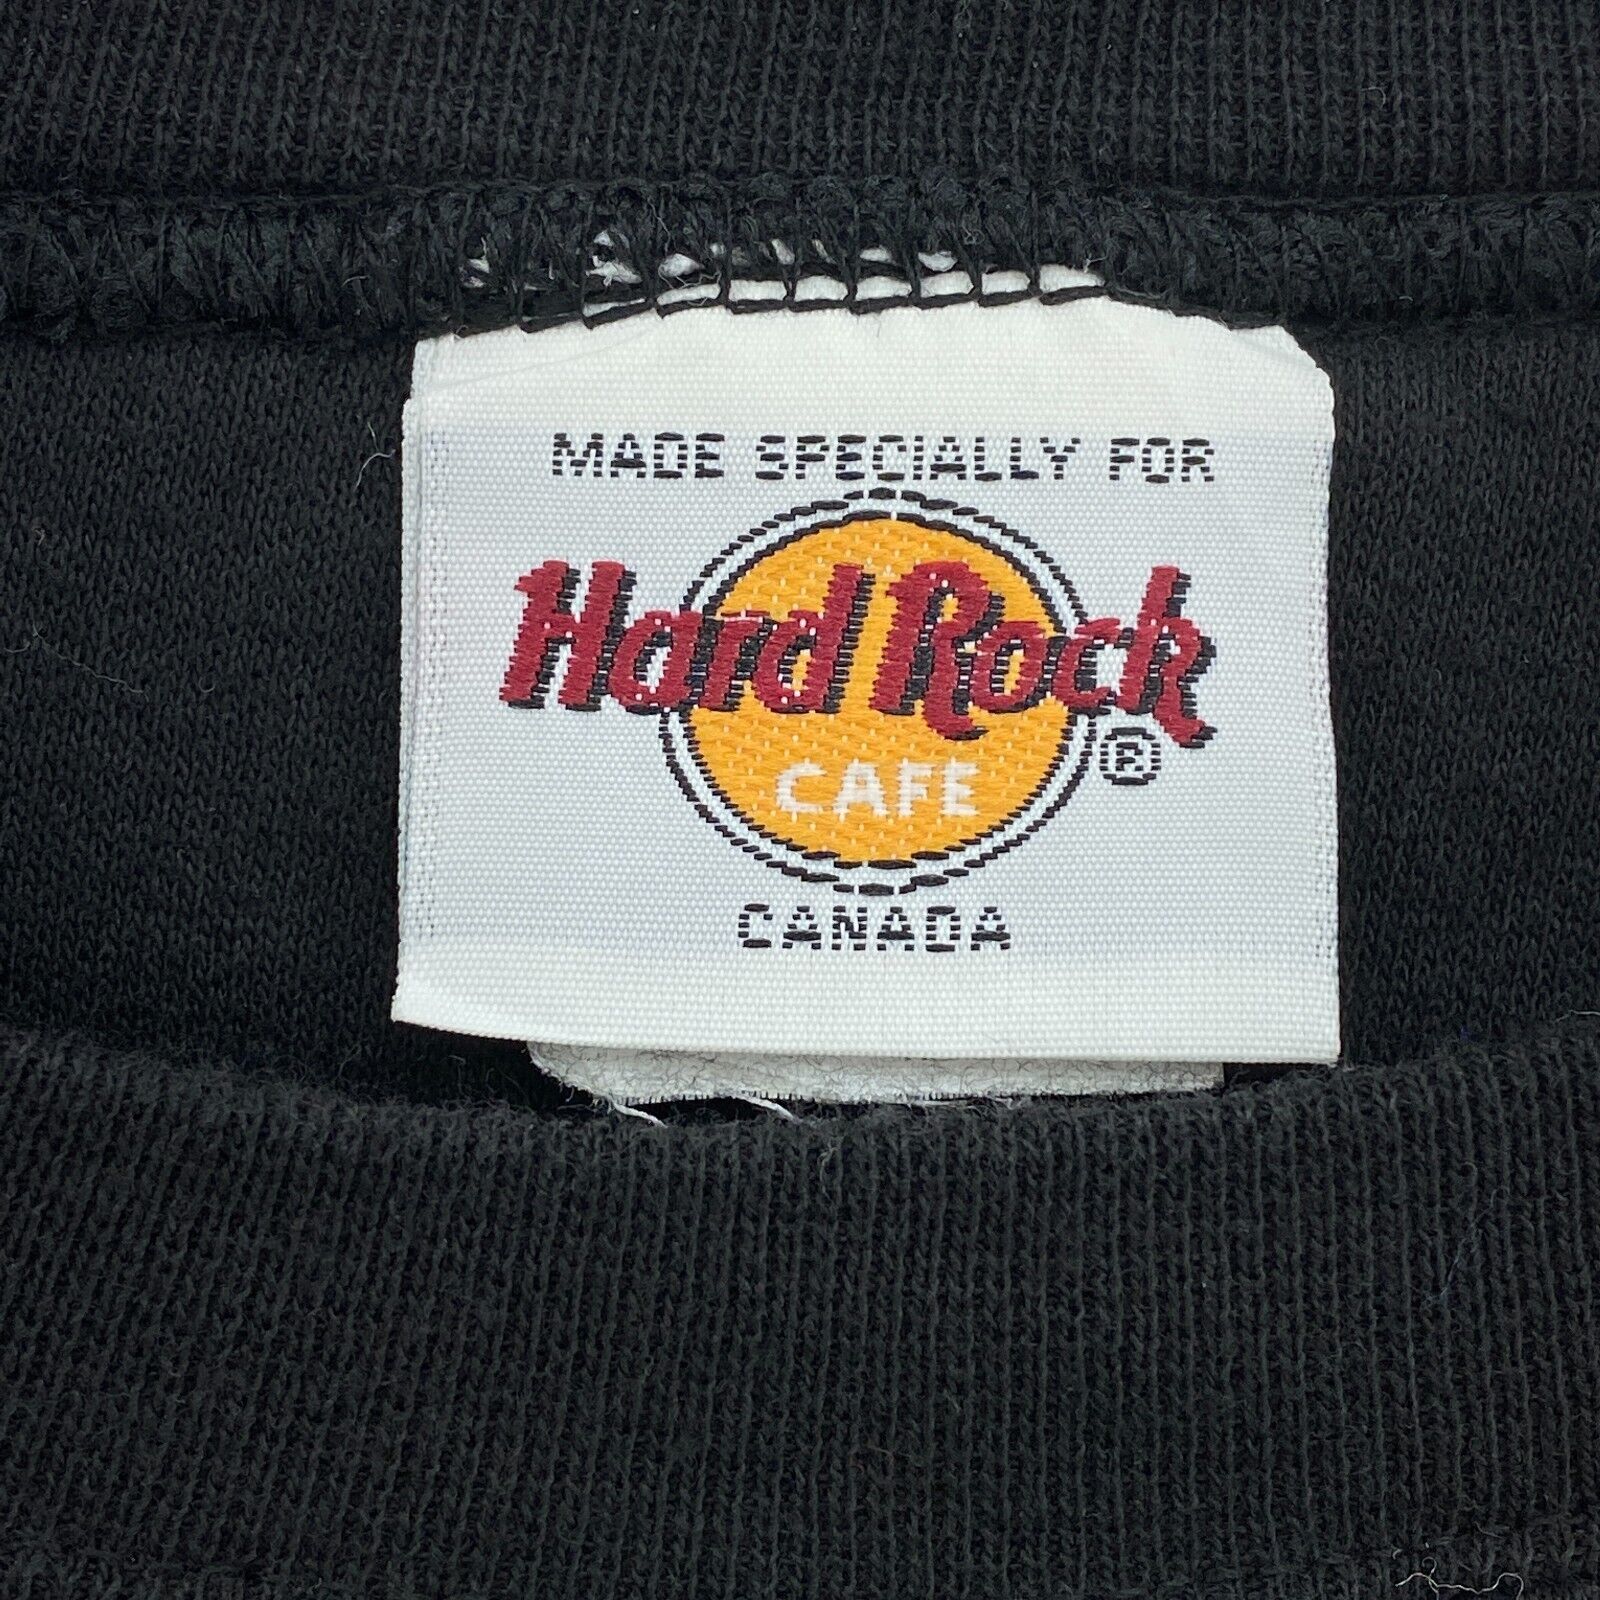 MADE SPECIALLY FOR
Hard Rock
CAFE
®
CANADA